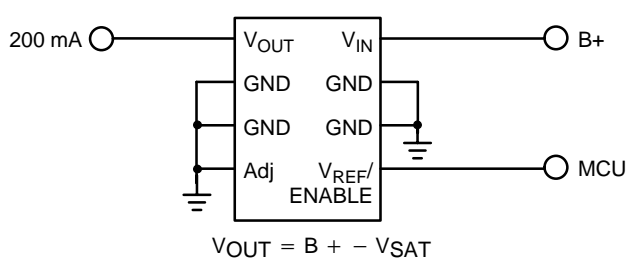 200 mA
VOUT
VIN
B+
GND
GND
GND
GND
Adj
VREF/
ENABLE
MCU
VOUT = B + − VSAT